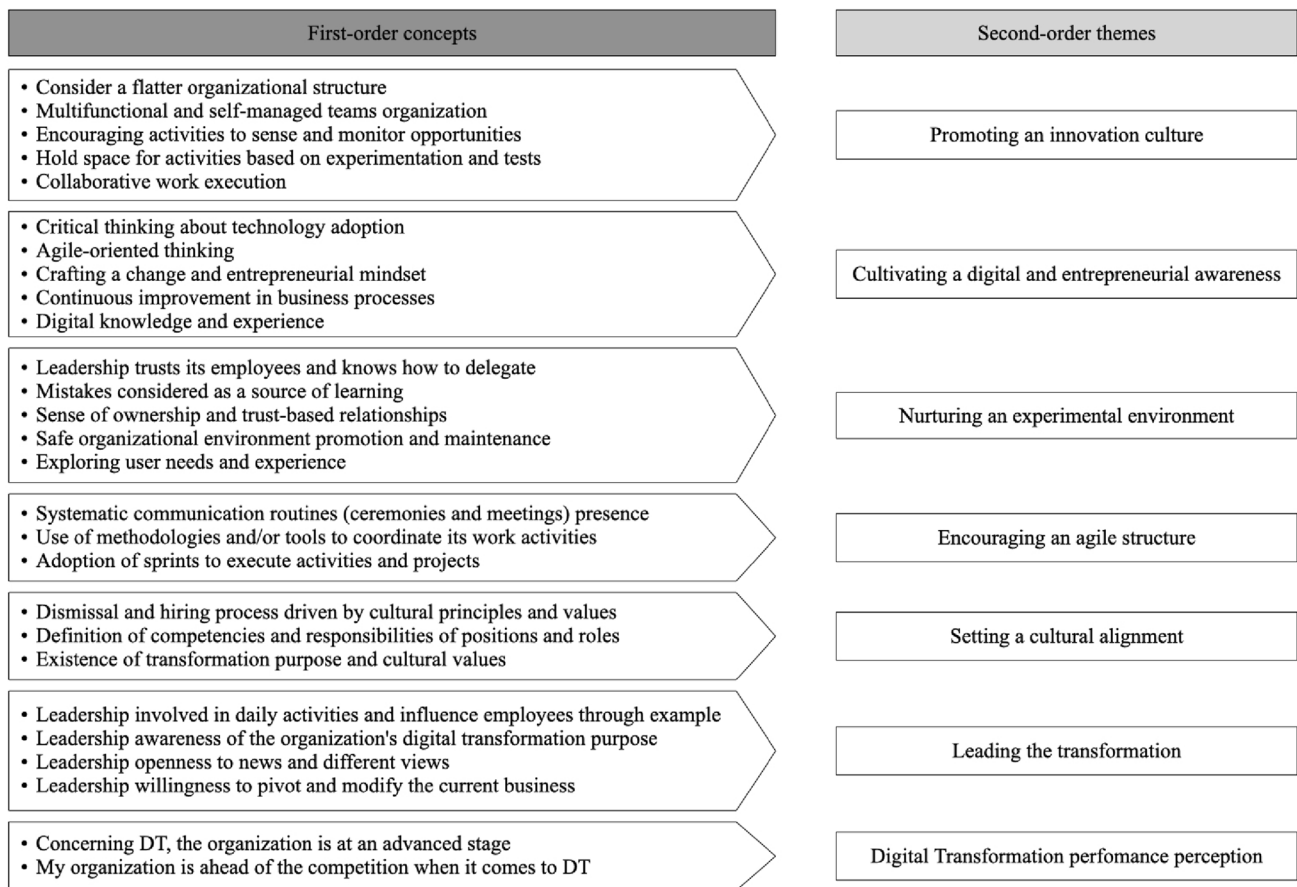 First-order concepts
Second-order themes
• Consider a flatter organizational structure
• Multifunctional and self-managed teams organization
• Encouraging activities to sense and monitor opportunities
• Hold space for activities based on experimentation and tests
• Collaborative work execution
Promoting an innovation culture
• Critical thinking about technology adoption
• Agile-oriented thinking
• Crafting a change and entrepreneurial mindset
• Continuous improvement in business processes
• Digital knowledge and experience
Cultivating a digital and entrepreneurial awareness
• Leadership trusts its employees and knows how to delegate
• Mistakes considered as a source of learning
• Sense of ownership and trust-based relationships
• Safe organizational environment promotion and maintenance
• Exploring user needs and experience
Nurturing an experimental environment
• Systematic communication routines (ceremonies and meetings) presence
• Use of methodologies and/or tools to coordinate its work activities
• Adoption of sprints to execute activities and projects
Encouraging an agile structure
• Dismissal and hiring process driven by cultural principles and values
• Definition of competencies and responsibilities of positions and roles
• Existence of transformation purpose and cultural values
Setting a cultural alignment
• Leadership involved in daily activities and influence employees through example
• Leadership awareness of the organization's digital transformation purpose
• Leadership openness to news and different views
• Leadership willingness to pivot and modify the current business
Leading the transformation
• Concerning DT, the organization is at an advanced stage
• My organization is ahead of the competition when it comes to DT
Digital Transformation perfomance perception